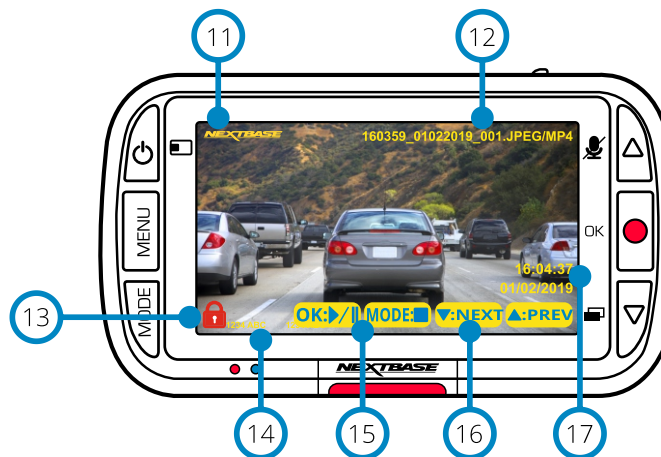 11
12
NEXTBASE
160359_01022019_001.JPEG/MP4
MENU
OK
16:04:37
01/02/2019
MODE
13
OK:▶/II
MODE:■
▼:NEXT
▲:PREV
NEXTBASE
14
15
16
17